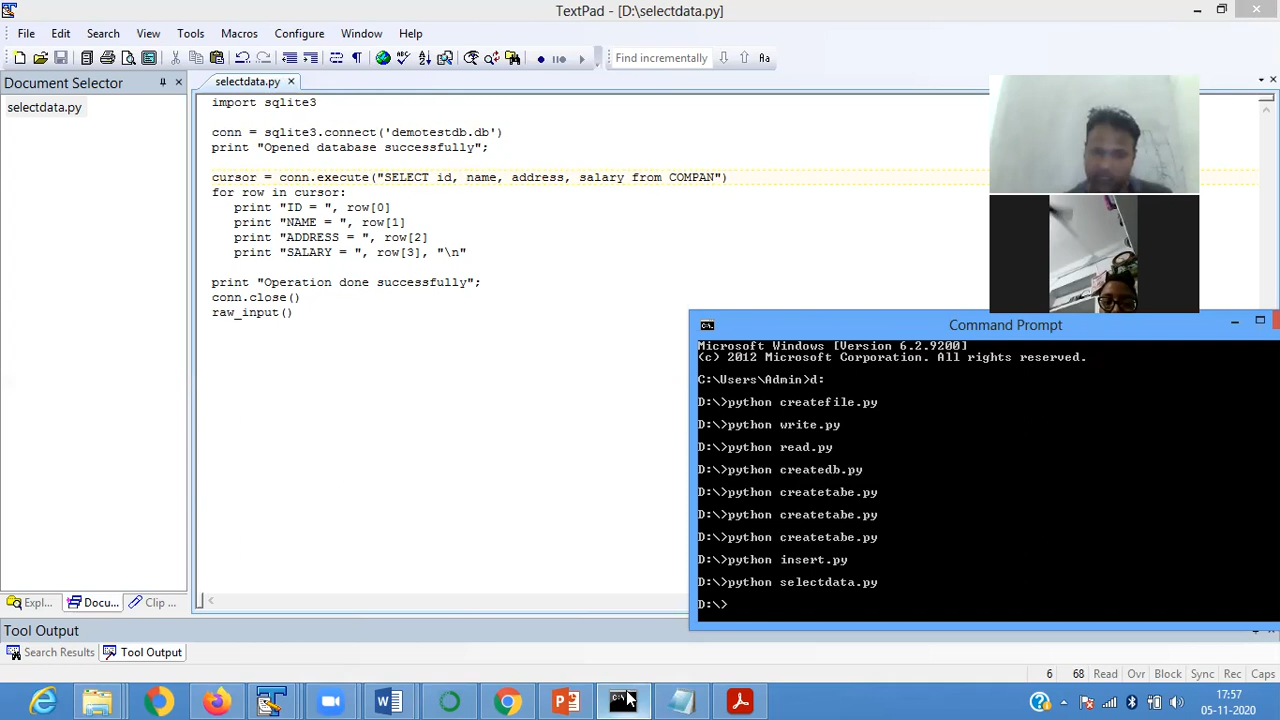 TextPad - [D:\selectdata.py]
File Edit Search View Tools Macros Configure Window Help
Find incrementally
Document Selector
selectdata.py
selectdata.py
import sqlite3
conn = sqlite3.connect('demotestdb.db')
print "Opened database successfully";
cursor = conn.execute("SELECT id, name, address, salary from COMPAN")
for row in cursor:
print "ID = ", row[0]
print "NAME = ", row[1]
print "ADDRESS = ", row[2]
print "SALARY = ", row[3], "\n"
print "Operation done successfully";
conn.close()
raw_input()
Command Prompt
Microsoft Windows [Version 6.2.9200]
(c) 2012 Microsoft Corporation. All rights reserved.
C:\Users\Admin>d:
D:\>python createfile.py
D:\>python write.py
D:\>python read.py
D:\>python createdb.py
D:\>python createtabe.py
D:\>python createtabe.py
D:\>python createtabe.py
D:\>python insert.py
D:\>python selectdata.py
D:\>
Expl... Docu... Clip ...
Tool Output
Search Results Tool Output
6 68 Read Ovr Block Sync Rec Caps
17:57
05-11-2020